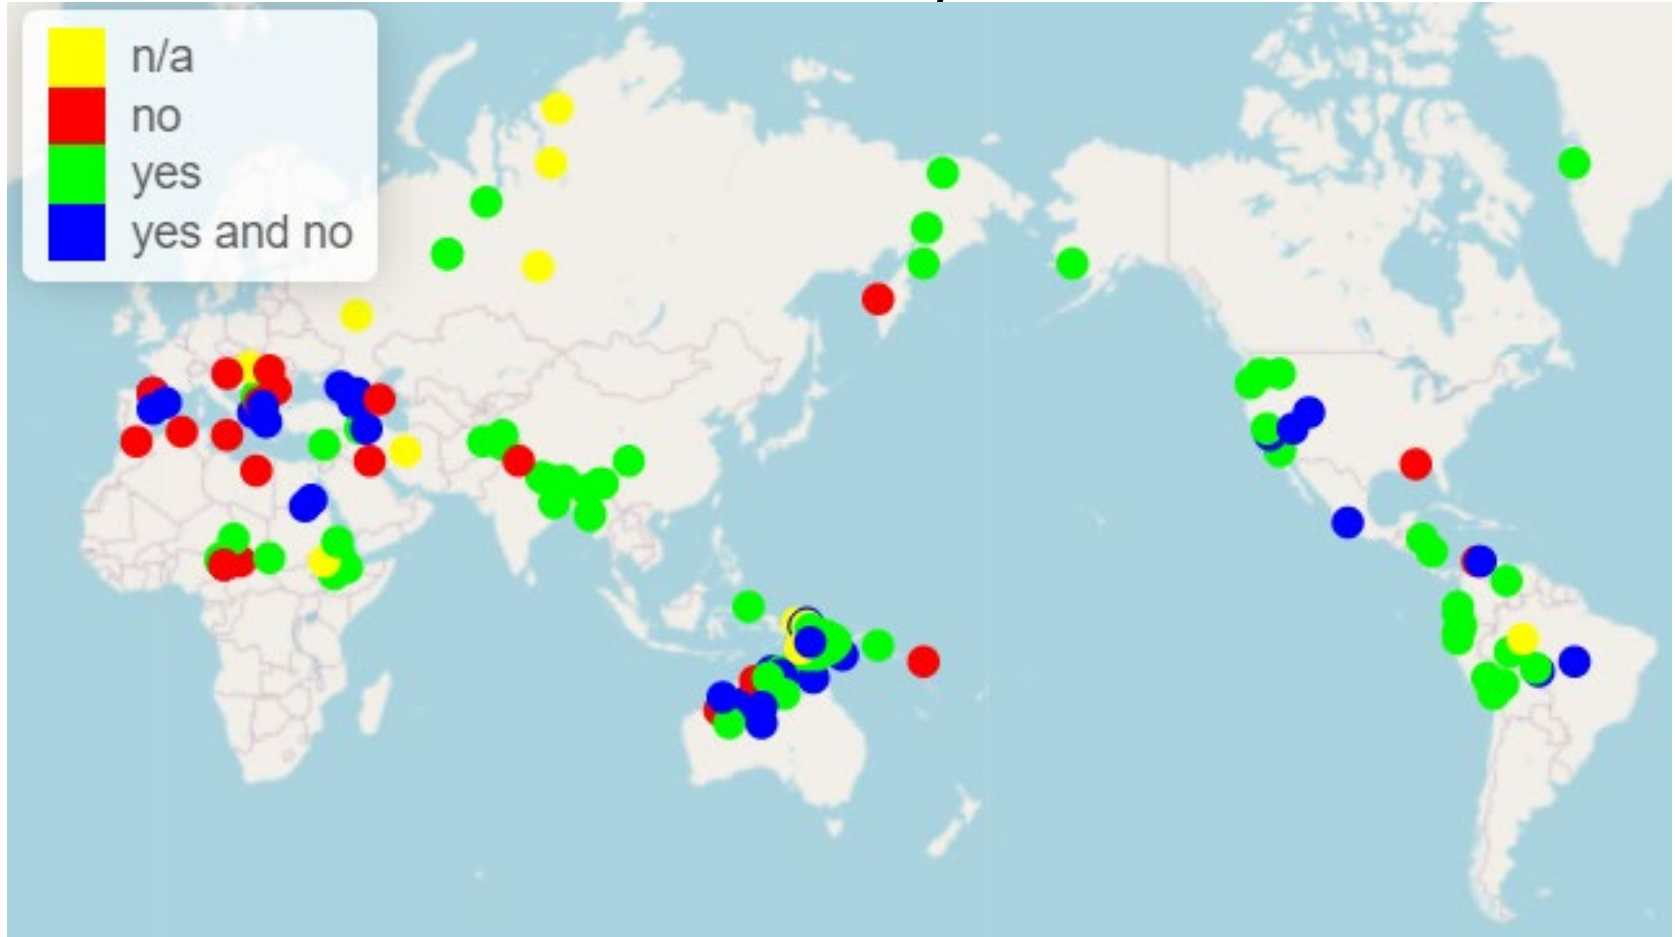 n/a
no
yes
yes and no